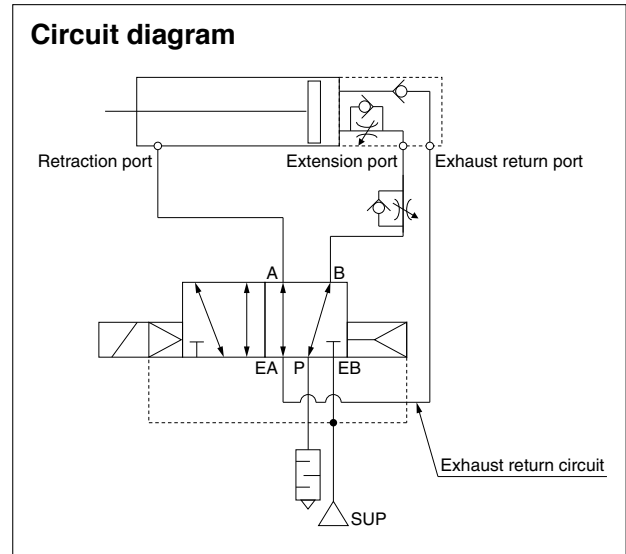 Circuit diagram
Retraction port
Extension port
Exhaust return port
A
B
EA
P
EB
Exhaust return circuit
SUP